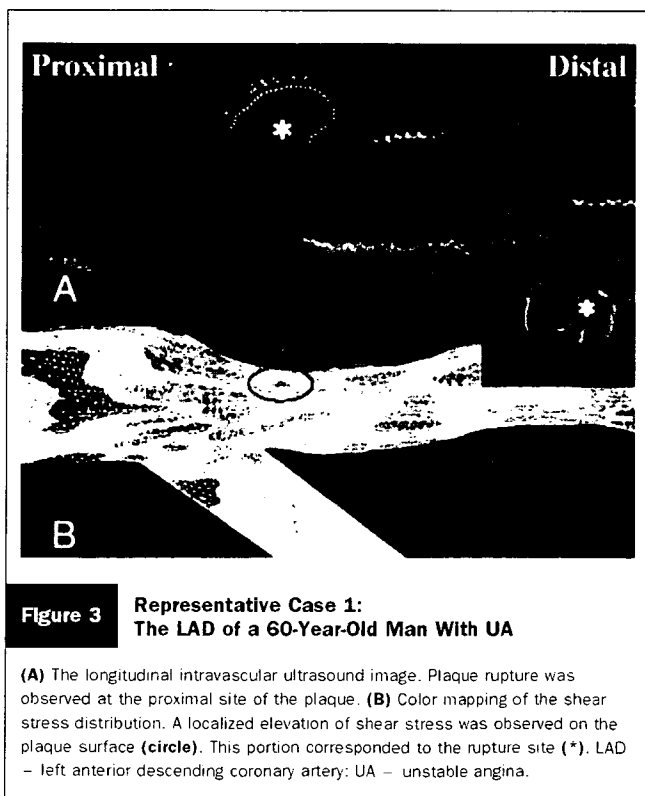 Proximal
Distal
*
A
*
B
Figure 3
Representative Case 1:
The LAD of a 60-Year-Old Man With UA
(A) The longitudinal intravascular ultrasound image. Plaque rupture was
observed at the proximal site of the plaque. (B) Color mapping of the shear
stress distribution. A localized elevation of shear stress was observed on the
plaque surface (circle). This portion corresponded to the rupture site (*). LAD
– left anterior descending coronary artery: UA – unstable angina.